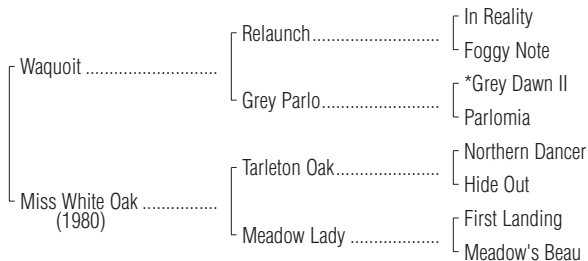 In Reality
Relaunch......................................
Foggy Note
Waquoit ...........................
*Grey Dawn II
Grey Parlo...................................
Parlomia
Northern Dancer
Tarleton Oak...............................
Hide Out
Miss White Oak ...............
(1980)
First Landing
Meadow Lady ...........................
Meadow's Beau